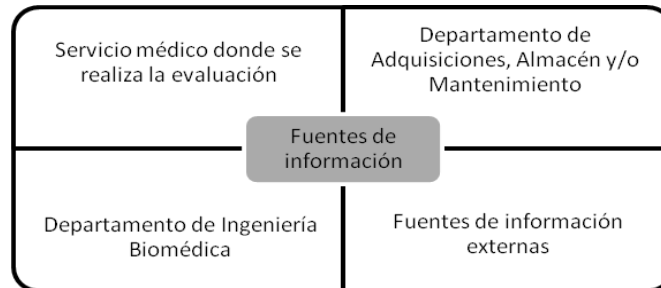 Servicio médico donde se
realiza la evaluación
Departamento de
Adquisiciones, Almacén y/o
Mantenimiento
Fuentes de
información
Departamento de Ingeniería
Biomédica
Fuentes de información
externas